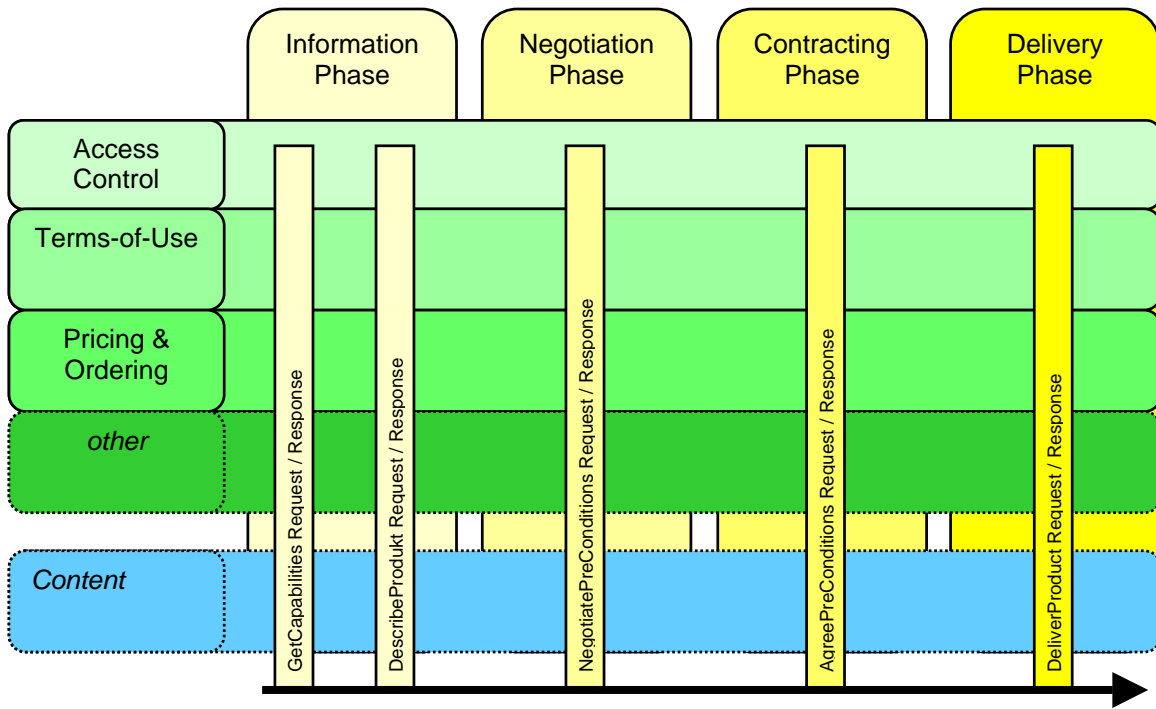 Information
Phase
Negotiation
Phase
Contracting
Phase
Delivery
Phase
Access
Control
Terms-of-Use
Pricing &
Ordering
other
Content
GetCapabilities Request / Response
DescribeProdukt Request / Response
NegotiatePreConditions Request / Response
AgreePreConditions Request / Response
DeliverProduct Request / Response